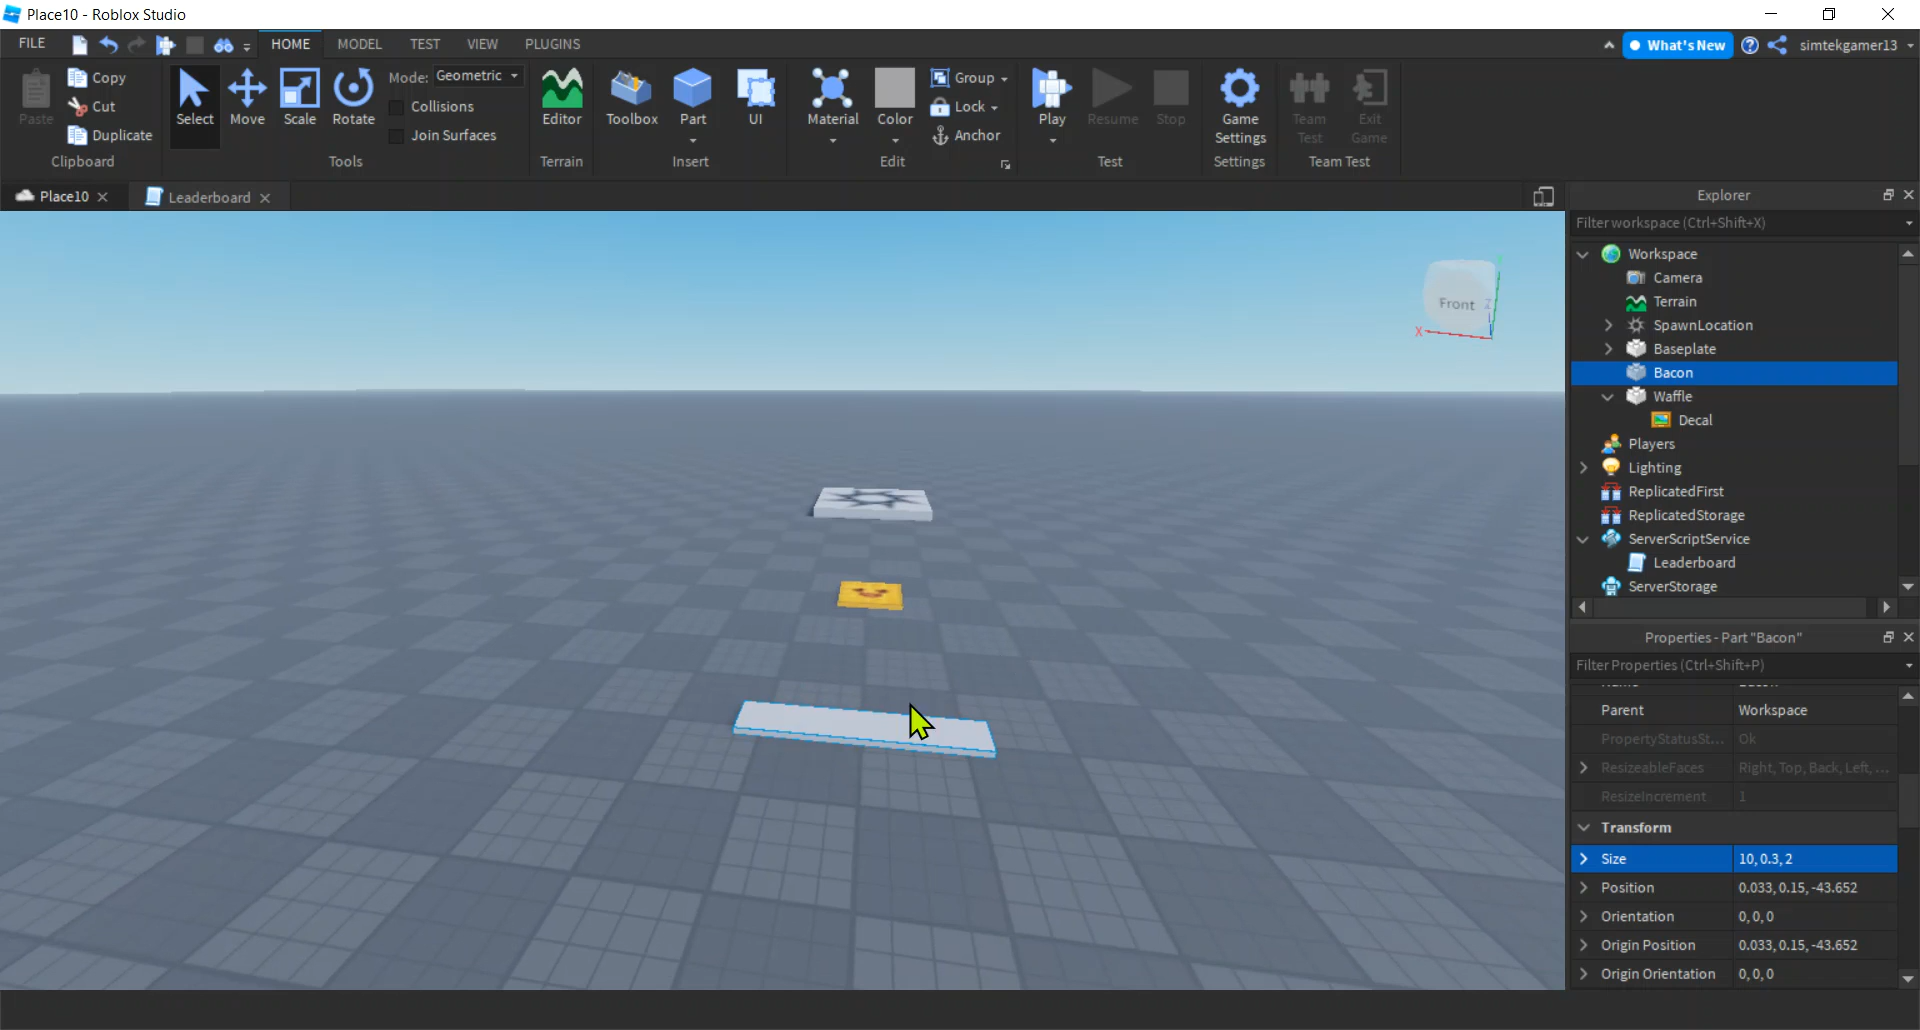 Place10 - Roblox Studio
FILE
HOME
MODEL
TEST
VIEW
PLUGINS
What's New
simtekgamer13
Paste
Copy
Cut
Duplicate
Clipboard
Select
Move
Scale
Rotate
Mode: Geometric
Collisions
Join Surfaces
Tools
Editor
Terrain
Toolbox
Part
UI
Insert
Material
Color
Group
Lock
Anchor
Edit
Play
Resume
Stop
Test
Game Settings
Settings
Team Test
Exit Game
Team Test
Place10
Leaderboard
Front
X
Z
Explorer
Filter workspace (Ctrl+Shift+X)
Workspace
Camera
Terrain
SpawnLocation
Baseplate
Bacon
Waffle
Decal
Players
Lighting
ReplicatedFirst
ReplicatedStorage
ServerScriptService
Leaderboard
ServerStorage
Properties - Part "Bacon"
Filter Properties (Ctrl+Shift+P)
Parent Workspace
PropertyStatusSt... Ok
ResizeableFaces Right, Top, Back, Left, ...
ResizeIncrement 1
Transform
Size 10, 0.3, 2
Position 0.033, 0.15, -43.652
Orientation 0, 0, 0
Origin Position 0.033, 0.15, -43.652
Origin Orientation 0, 0, 0